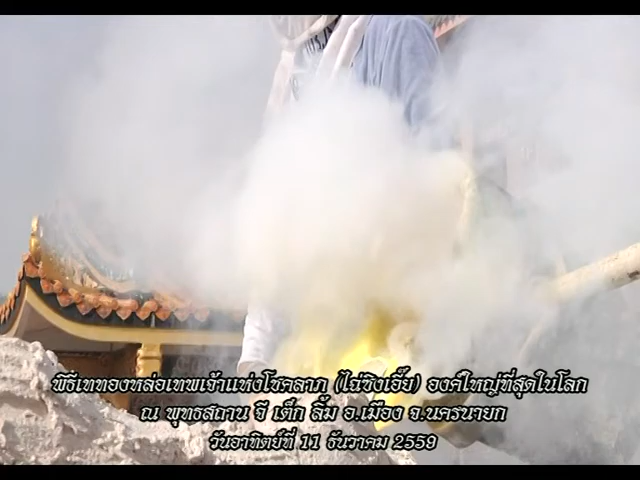 พิธีเททองหล่อเทพเจ้าแห่งโชคลาภ (ไฉ่ซิงเอี๊ย) องค์ใหญ่ที่สุดในโลก
ณ พุทธสถาน จี เต็ก ลิ้ม อ.เมือง จ.นครนายก
วันอาทิตย์ที่ 11 ธันวาคม 2559